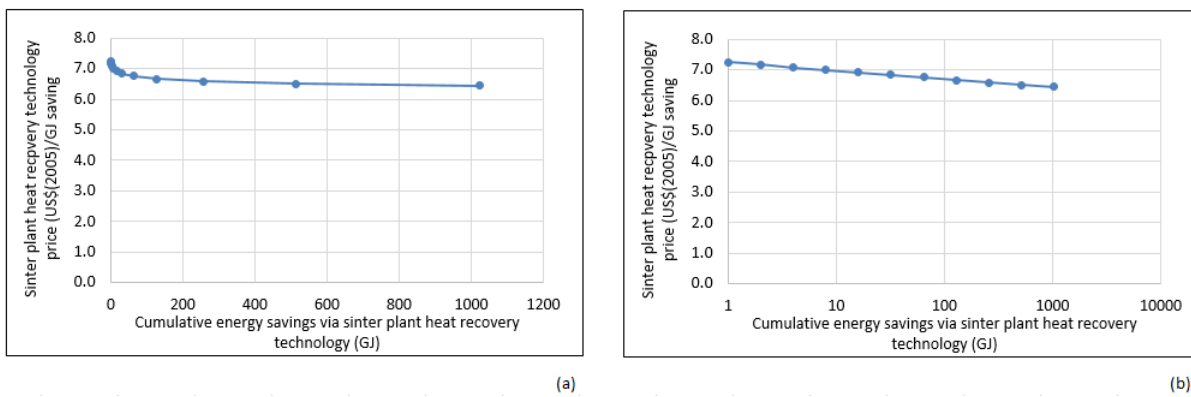 Sinter plant heat recpvery technology
price (US$(2005)/GJ saving
8.0
7.0
6.0
5.0
4.0
3.0
2.0
1.0
0.0
0 200 400 600 800 1000 1200
Cumulative energy savings via sinter plant heat recovery
technology (GJ)
(a)
Sinter plant heat recovery technology
price (US$(2005)/GJ saving
8.0
7.0
6.0
5.0
4.0
3.0
2.0
1.0
0.0
1 10 100 1000 10000
Cumulative energy savings via sinter plant heat recovery
technology (GJ)
(b)